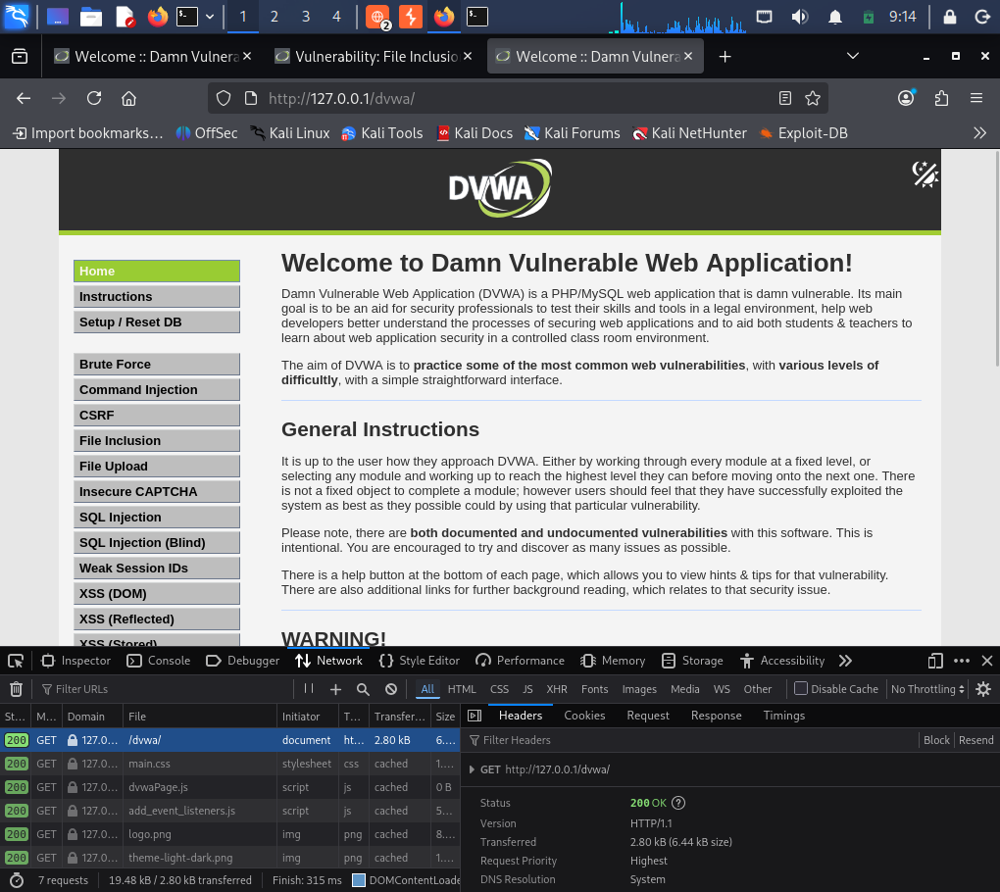 1 2 3 4 2 9:14
Welcome :: Damn Vulnera Vulnerability: File Inclusio Welcome :: Damn Vulnera
http://127.0.0.1/dvwa/
Import bookmarks... OffSec Kali Linux Kali Tools Kali Docs Kali Forums Kali NetHunter Exploit-DB
DVWA
Home
Instructions
Setup / Reset DB
Brute Force
Command Injection
CSRF
File Inclusion
File Upload
Insecure CAPTCHA
SQL Injection
SQL Injection (Blind)
Weak Session IDs
XSS (DOM)
XSS (Reflected)
XSS (Stored)
Welcome to Damn Vulnerable Web Application!
Damn Vulnerable Web Application (DVWA) is a PHP/MySQL web application that is damn vulnerable. Its main
goal is to be an aid for security professionals to test their skills and tools in a legal environment, help web
developers better understand the processes of securing web applications and to aid both students & teachers to
learn about web application security in a controlled class room environment.
The aim of DVWA is to practice some of the most common web vulnerabilities, with various levels of
difficultly, with a simple straightforward interface.
General Instructions
It is up to the user how they approach DVWA. Either by working through every module at a fixed level, or
selecting any module and working up to reach the highest level they can before moving onto the next one. There
is not a fixed object to complete a module; however users should feel that they have successfully exploited the
system as best as they possible could by using that particular vulnerability.
Please note, there are both documented and undocumented vulnerabilities with this software. This is
intentional. You are encouraged to try and discover as many issues as possible.
There is a help button at the bottom of each page, which allows you to view hints & tips for that vulnerability.
There are also additional links for further background reading, which relates to that security issue.
WARNING!
Inspector Console Debugger Network Style Editor Performance Memory Storage Accessibility
Filter URLs All HTML CSS JS XHR Fonts Images Media WS Other Disable Cache No Throttling
St... M... Domain File Initiator T... Transfer... Size
200 GET 127.0... /dvwa/ document ht... 2.80 kB 6....
200 GET 127.0... main.css stylesheet css cached 1....
200 GET 127.0... dvwaPage.js script js cached 0 B
200 GET 127.0... add_event_listeners.js script js cached 5...
200 GET 127.0... logo.png img png cached 8....
200 GET 127.0... theme-light-dark.png img png cached 1....
7 requests 19.48 kB / 2.80 kB transferred Finish: 315 ms DOMContentLoade
Headers Cookies Request Response Timings
Filter Headers Block Resend
GET http://127.0.0.1/dvwa/
Status 200 OK ?
Version HTTP/1.1
Transferred 2.80 kB (6.44 kB size)
Request Priority Highest
DNS Resolution System